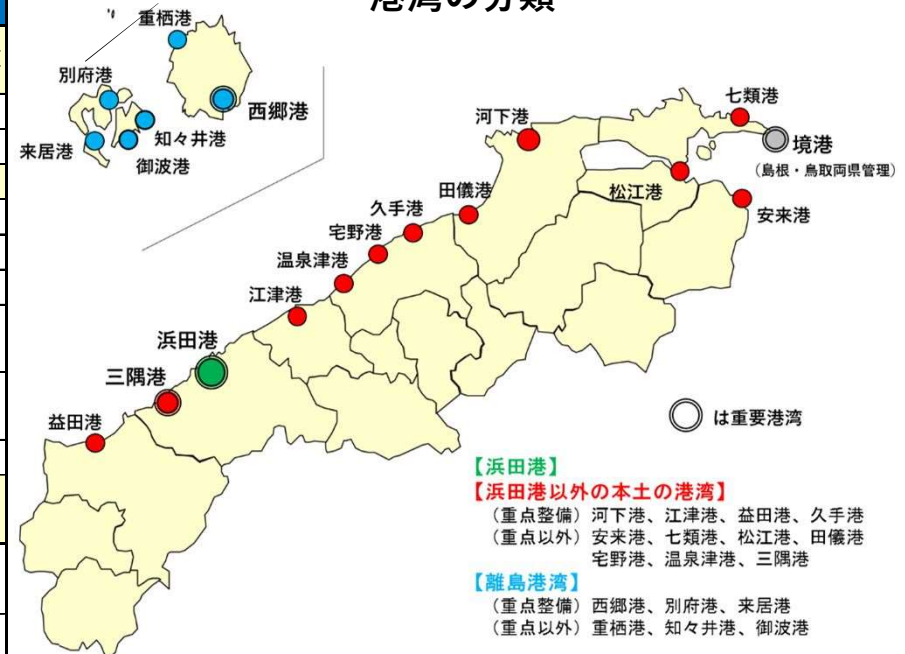 港湾の分類
重栖港
別府港
西郷港
知々井港
来居港
御波港
七類港
河下港
境港
(島根・鳥取両県管理)
松江港
田儀港
安来港
久手港
宅野港
温泉津港
江津港
浜田港
三隅港
益田港
は重要港湾
【浜田港】
【浜田港以外の本土の港湾】
(重点整備) 河下港、江津港、益田港、久手港
(重点以外) 安来港、七類港、松江港、田儀港
宅野港、温泉津港、三隅港
【離島港湾】
(重点整備) 西郷港、別府港、来居港
(重点以外) 重栖港、知々井港、御波港